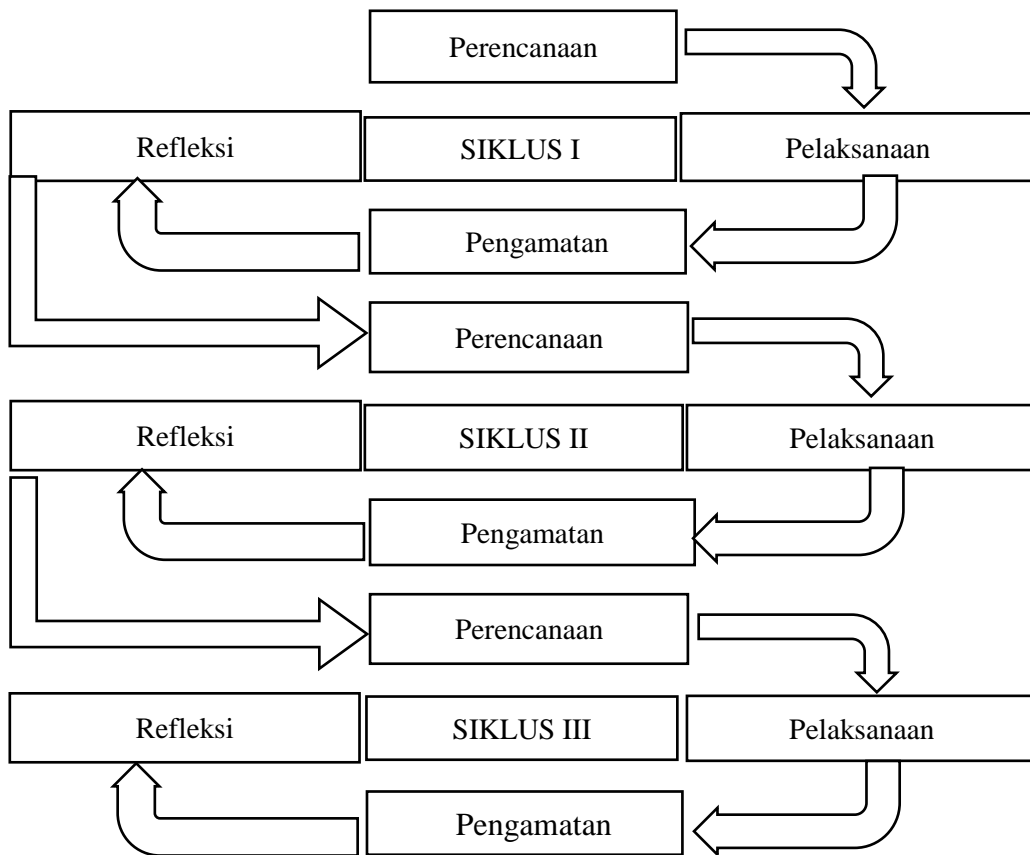 Perencanaan
Refleksi
SIKLUS I
Pelaksanaan
Pengamatan
Perencanaan
Refleksi
SIKLUS II
Pelaksanaan
Pengamatan
Perencanaan
Refleksi
SIKLUS III
Pelaksanaan
Pengamatan